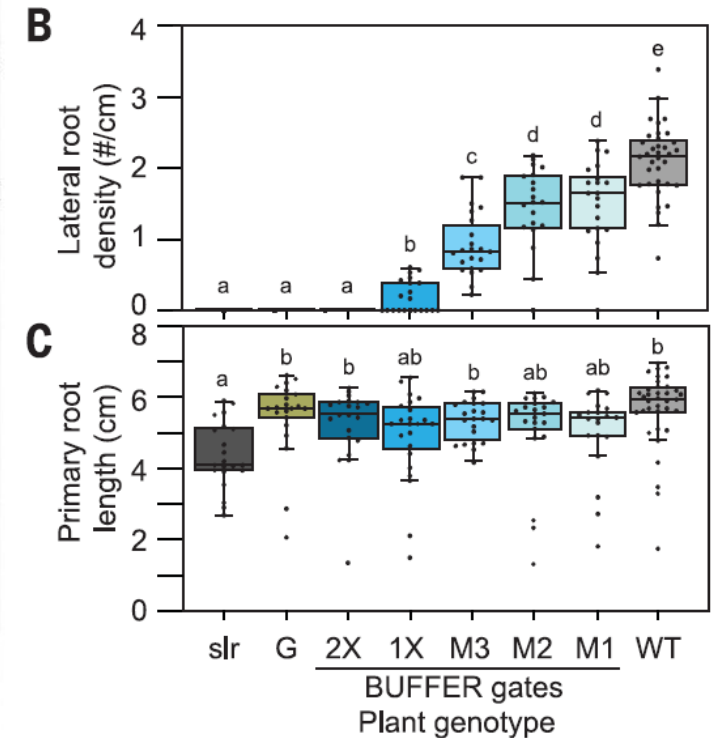 B
Lateral root
density (#/cm)
4
3
2
1
0
a a a b c d d e
C
Primary root
length (cm)
8
6
4
2
0
a b b ab b ab ab b
slr G 2X 1X M3 M2 M1 WT
BUFFER gates
Plant genotype